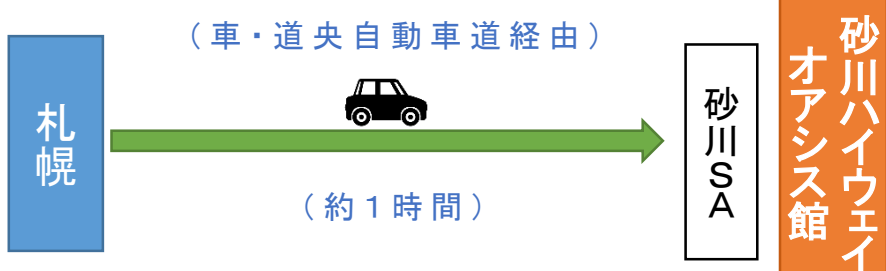 （車・道央自動車道経由）
札幌
砂川ＳＡ
砂川ハイウェイ
オアシス館
（約１時間）